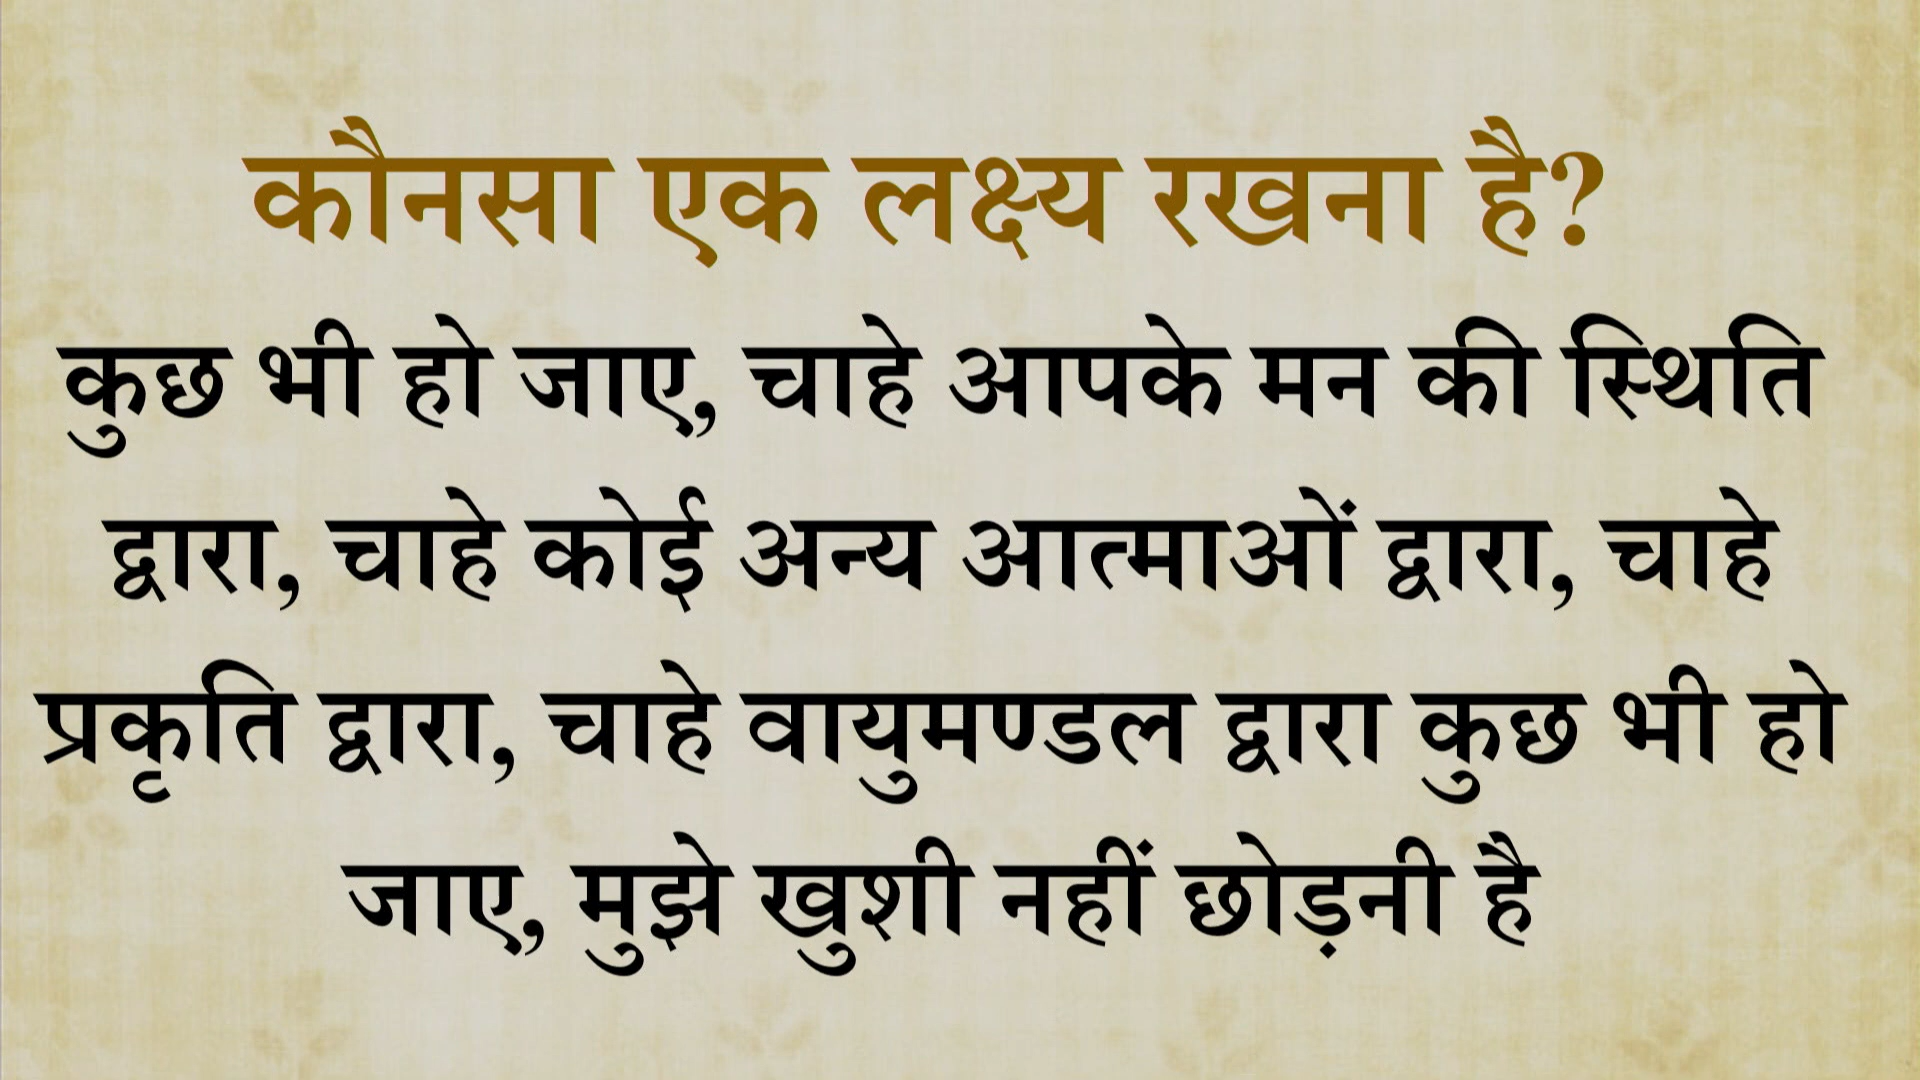 कौनसा एक लक्ष्य रखना है?
कुछ भी हो जाए, चाहे आपके मन की स्थिति
द्वारा, चाहे कोई अन्य आत्माओं द्वारा, चाहे
प्रकृति द्वारा, चाहे वायुमण्डल द्वारा कुछ भी हो
जाए, मुझे खुशी नहीं छोड़नी है